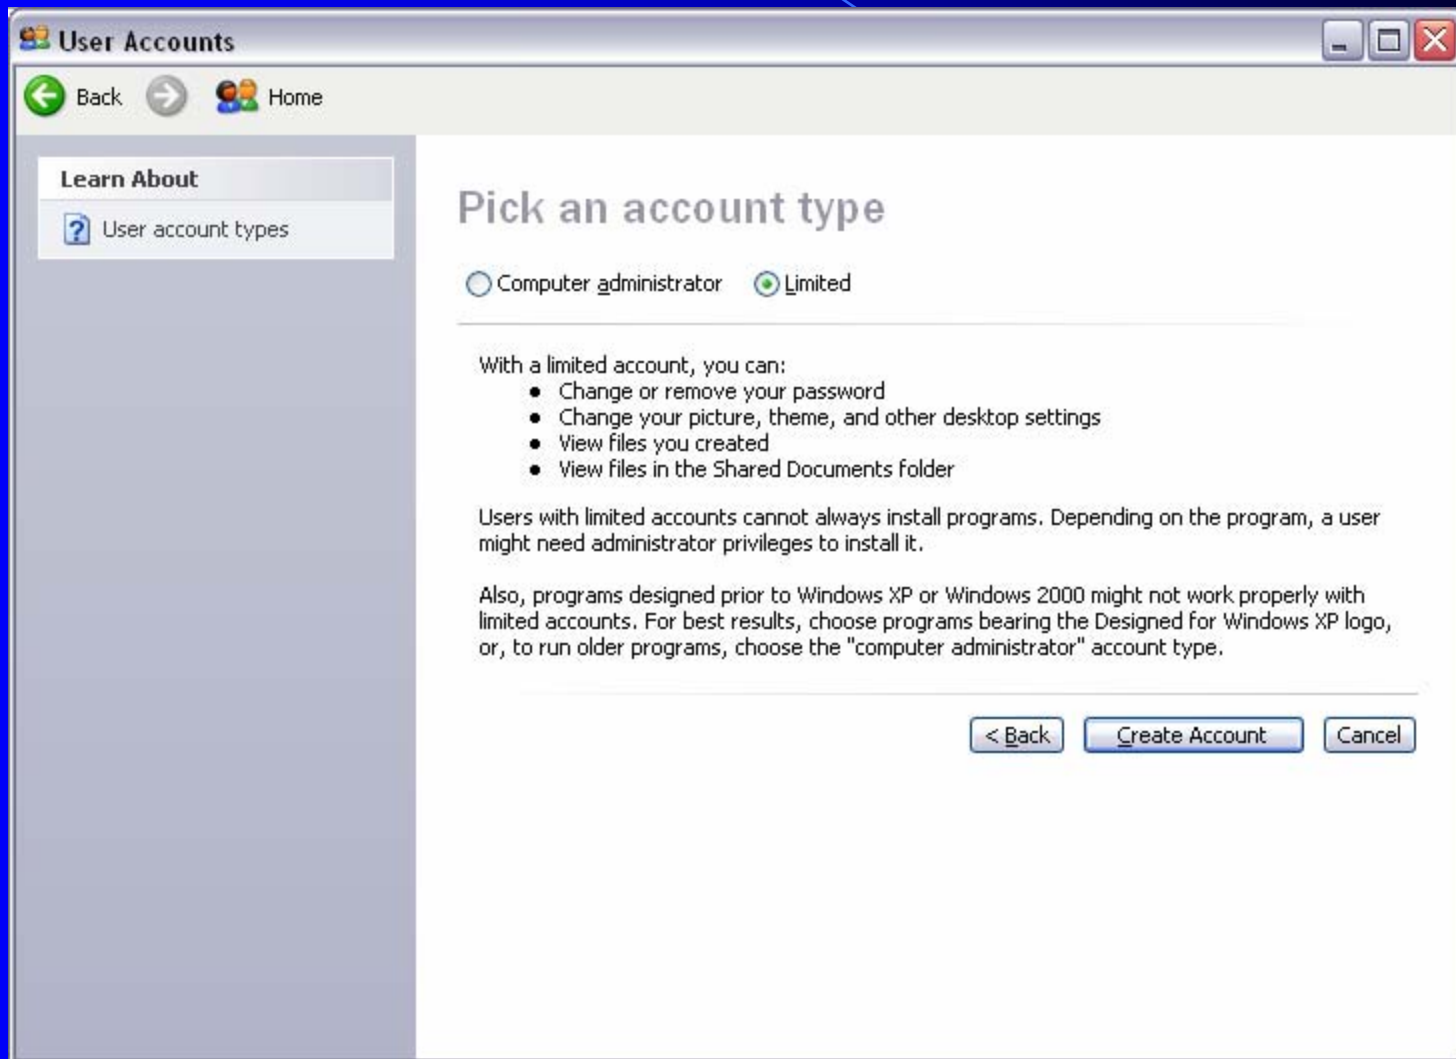 User Accounts
Back
Home
Learn About
User account types
Pick an account type
Computer administrator
Limited
With a limited account, you can:
● Change or remove your password
● Change your picture, theme, and other desktop settings
● View files you created
● View files in the Shared Documents folder
Users with limited accounts cannot always install programs. Depending on the program, a user
might need administrator privileges to install it.
Also, programs designed prior to Windows XP or Windows 2000 might not work properly with
limited accounts. For best results, choose programs bearing the Designed for Windows XP logo,
or, to run older programs, choose the "computer administrator" account type.
< Back
Create Account
Cancel